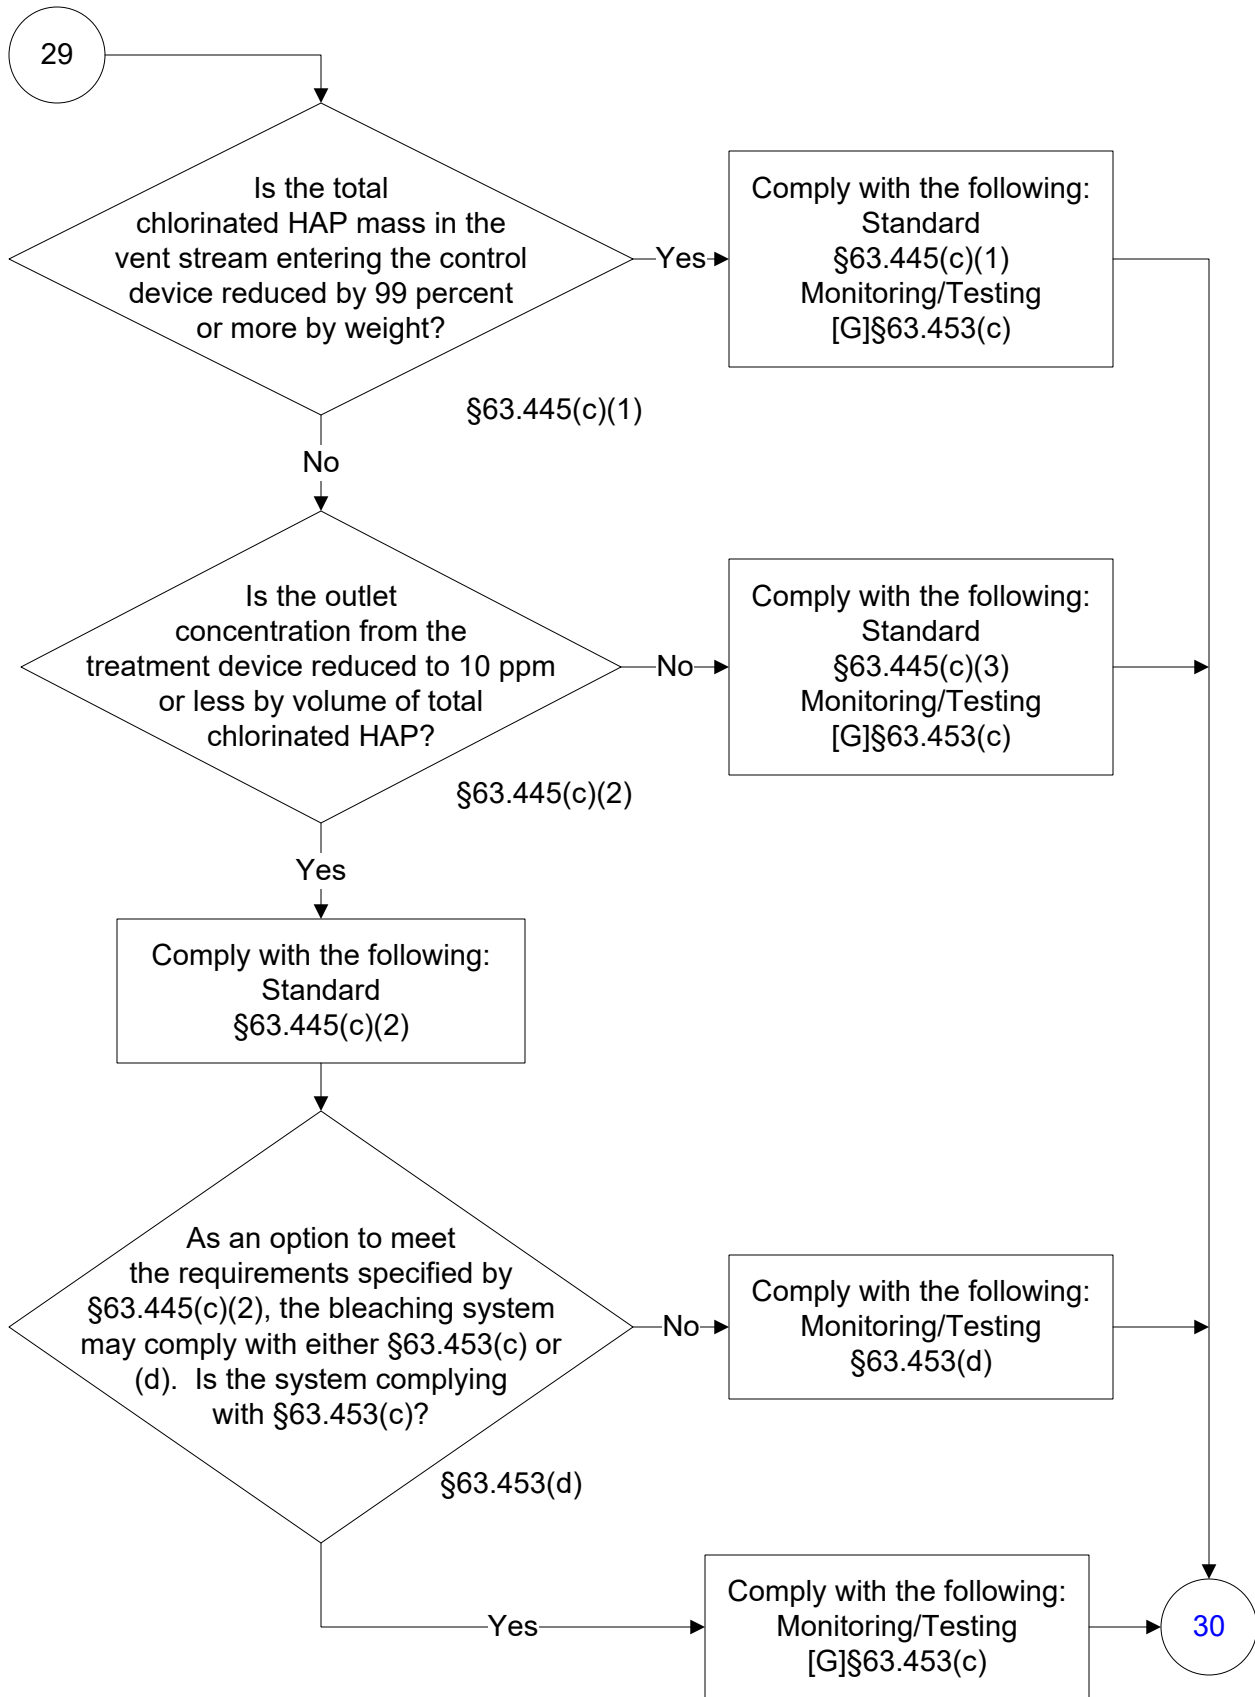 29
Is the total
chlorinated HAP mass in the
vent stream entering the control
device reduced by 99 percent
or more by weight?
Yes
Comply with the following:
Standard
§63.445(c)(1)
Monitoring/Testing
[G]§63.453(c)
§63.445(c)(1)
No
Is the outlet
concentration from the
treatment device reduced to 10 ppm
or less by volume of total
chlorinated HAP?
No
Comply with the following:
Standard
§63.445(c)(3)
Monitoring/Testing
[G]§63.453(c)
§63.445(c)(2)
Yes
Comply with the following:
Standard
§63.445(c)(2)
As an option to meet
the requirements specified by
§63.445(c)(2), the bleaching system
may comply with either §63.453(c) or
(d).  Is the system complying
with §63.453(c)?
No
Comply with the following:
Monitoring/Testing
§63.453(d)
§63.453(d)
Yes
Comply with the following:
Monitoring/Testing
[G]§63.453(c)
30